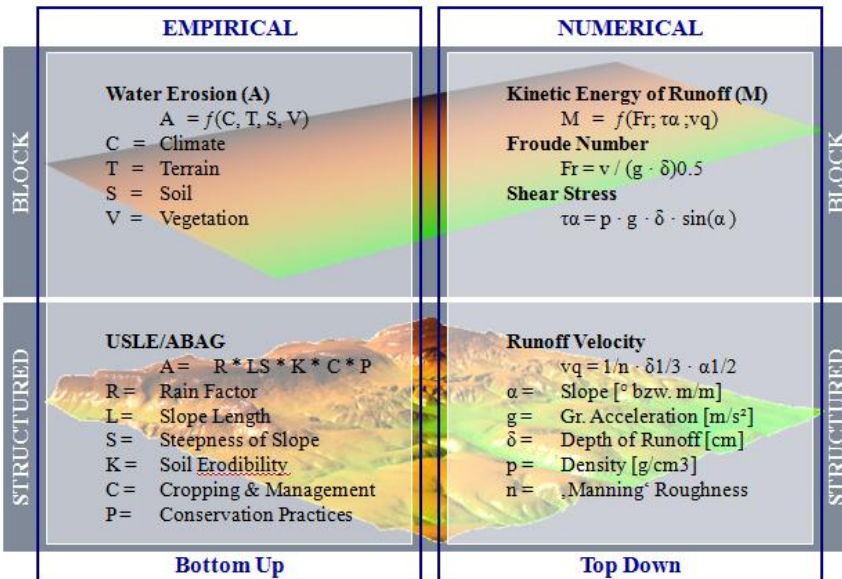 EMPIRICAL
NUMERICAL
BLOCK
Water Erosion (A)
A = ƒ(C, T, S, V)
C = Climate
T = Terrain
S = Soil
V = Vegetation
Kinetic Energy of Runoff (M)
M = ƒ(Fr; τα ;vq)
Froude Number
Fr = v / (g · δ)0.5
Shear Stress
τα = p · g · δ · sin(α )
BLOCK
STRUCTURED
USLE/ABAG
A= R * LS * K * C * P
R = Rain Factor
L = Slope Length
S = Steepness of Slope
K = Soil Erodibility
C = Cropping & Management
P = Conservation Practices
Runoff Velocity
vq = 1/n · δ1/3 · α1/2
α = Slope [° bzw. m/m]
g = Gr. Acceleration [m/s²]
δ = Depth of Runoff [cm]
p = Density [g/cm3]
n = ‚Manning‘ Roughness
STRUCTURED
Bottom Up
Top Down